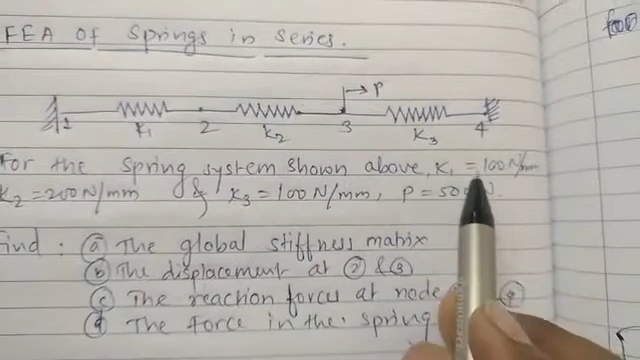 FEA of Springs in Series.
P
1 K1 2 K2 3 K3 4
For the spring system shown above, K1 = 100 N/mm
K2 = 200 N/mm & K3 = 100 N/mm, P = 500 N.
Find : (a) The global stiffness matrix
(b) The displacement at (2) & (3)
(c) The reaction forces at node
(d) The force in the spring